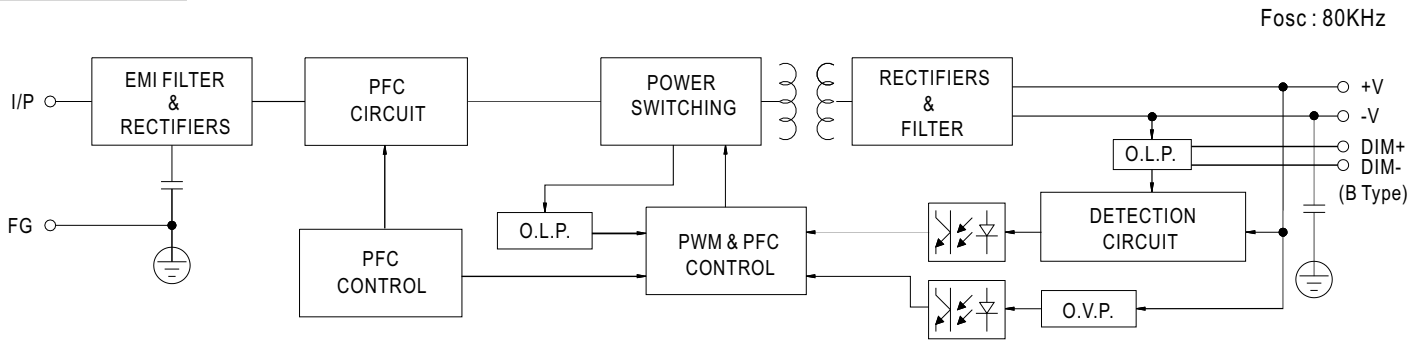 Fosc : 80KHz
I/P
EMI FILTER
&
RECTIFIERS
PFC
CIRCUIT
POWER
SWITCHING
RECTIFIERS
&
FILTER
+V
-V
DIM+
DIM-
(B Type)
O.L.P.
FG
PFC
CONTROL
O.L.P.
PWM & PFC
CONTROL
DETECTION
CIRCUIT
O.V.P.